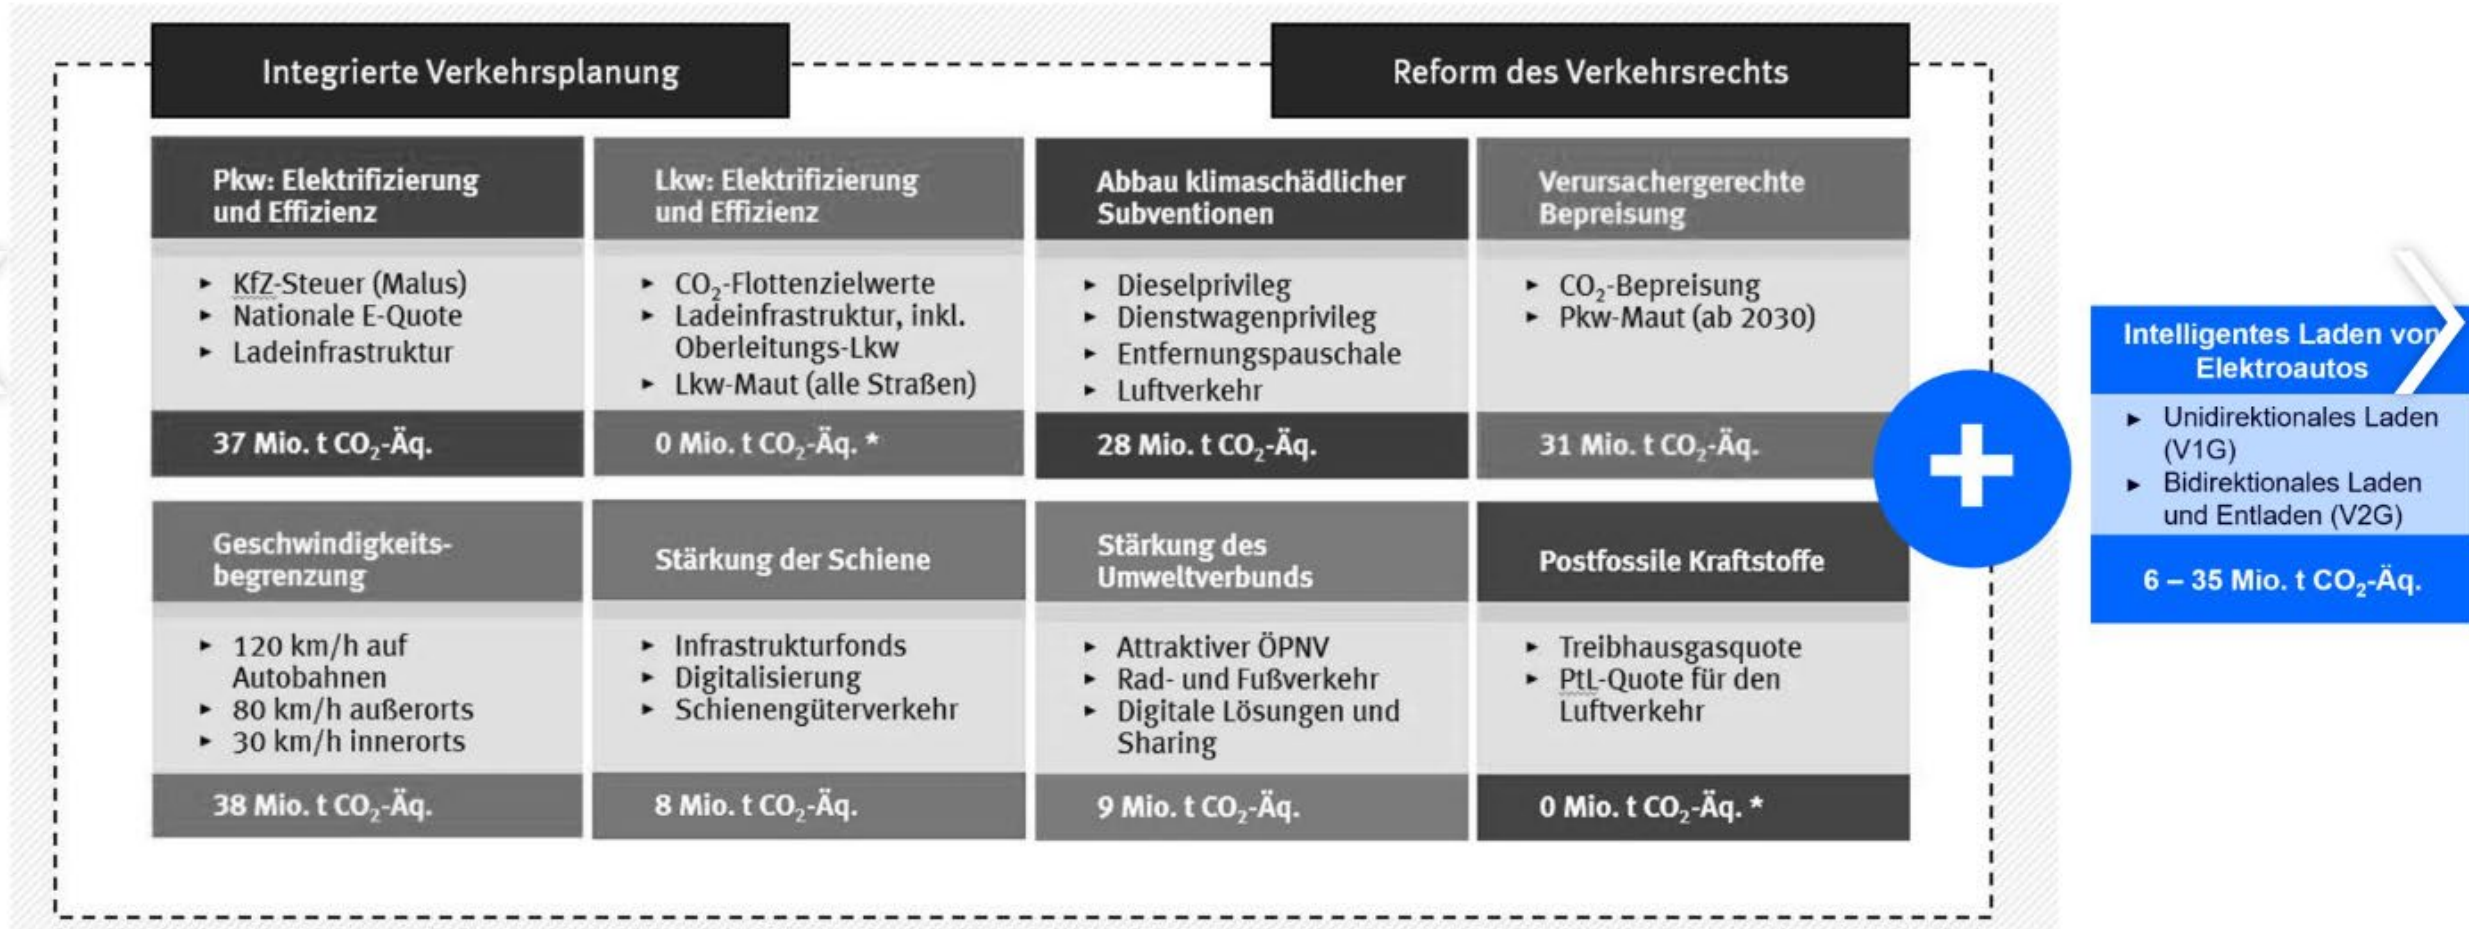 Integrierte Verkehrsplanung
Reform des Verkehrsrechts
Pkw: Elektrifizierung
und Effizienz
► KfZ-Steuer (Malus)
► Nationale E-Quote
► Ladeinfrastruktur
37 Mio. t CO₂-Äq.
Lkw: Elektrifizierung
und Effizienz
► CO₂-Flottenzielwerte
► Ladeinfrastruktur, inkl.
Oberleitungs-Lkw
► Lkw-Maut (alle Straßen)
0 Mio. t CO₂-Äq. *
Abbau klimaschädlicher
Subventionen
► Dieselprivileg
► Dienstwagenprivileg
► Entfernungspauschale
► Luftverkehr
28 Mio. t CO₂-Äq.
Verursachergerechte
Bepreisung
► CO₂-Bepreisung
► Pkw-Maut (ab 2030)
31 Mio. t CO₂-Äq.
Geschwindigkeits-
begrenzung
► 120 km/h auf
Autobahnen
► 80 km/h außerorts
► 30 km/h innerorts
38 Mio. t CO₂-Äq.
Stärkung der Schiene
► Infrastrukturfonds
► Digitalisierung
► Schienengüterverkehr
8 Mio. t CO₂-Äq.
Stärkung des
Umweltverbunds
► Attraktiver ÖPNV
► Rad- und Fußverkehr
► Digitale Lösungen und
Sharing
9 Mio. t CO₂-Äq.
Postfossile Kraftstoffe
► Treibhausgasquote
► PtL-Quote für den
Luftverkehr
0 Mio. t CO₂-Äq. *
+
Intelligentes Laden von
Elektroautos
► Unidirektionales Laden
(V1G)
► Bidirektionales Laden
und Entladen (V2G)
6 – 35 Mio. t CO₂-Äq.